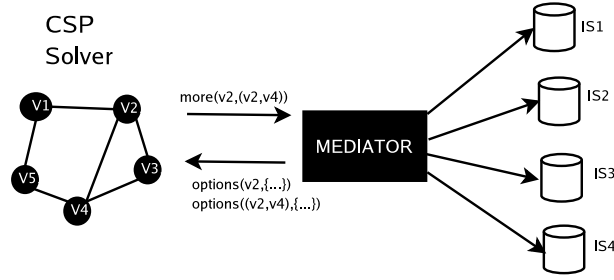 CSP
Solver
V1
V2
V3
V4
V5
more(v2,(v2,v4))
options(v2,{...})
options((v2,v4),{...})
MEDIATOR
IS1
IS2
IS3
IS4